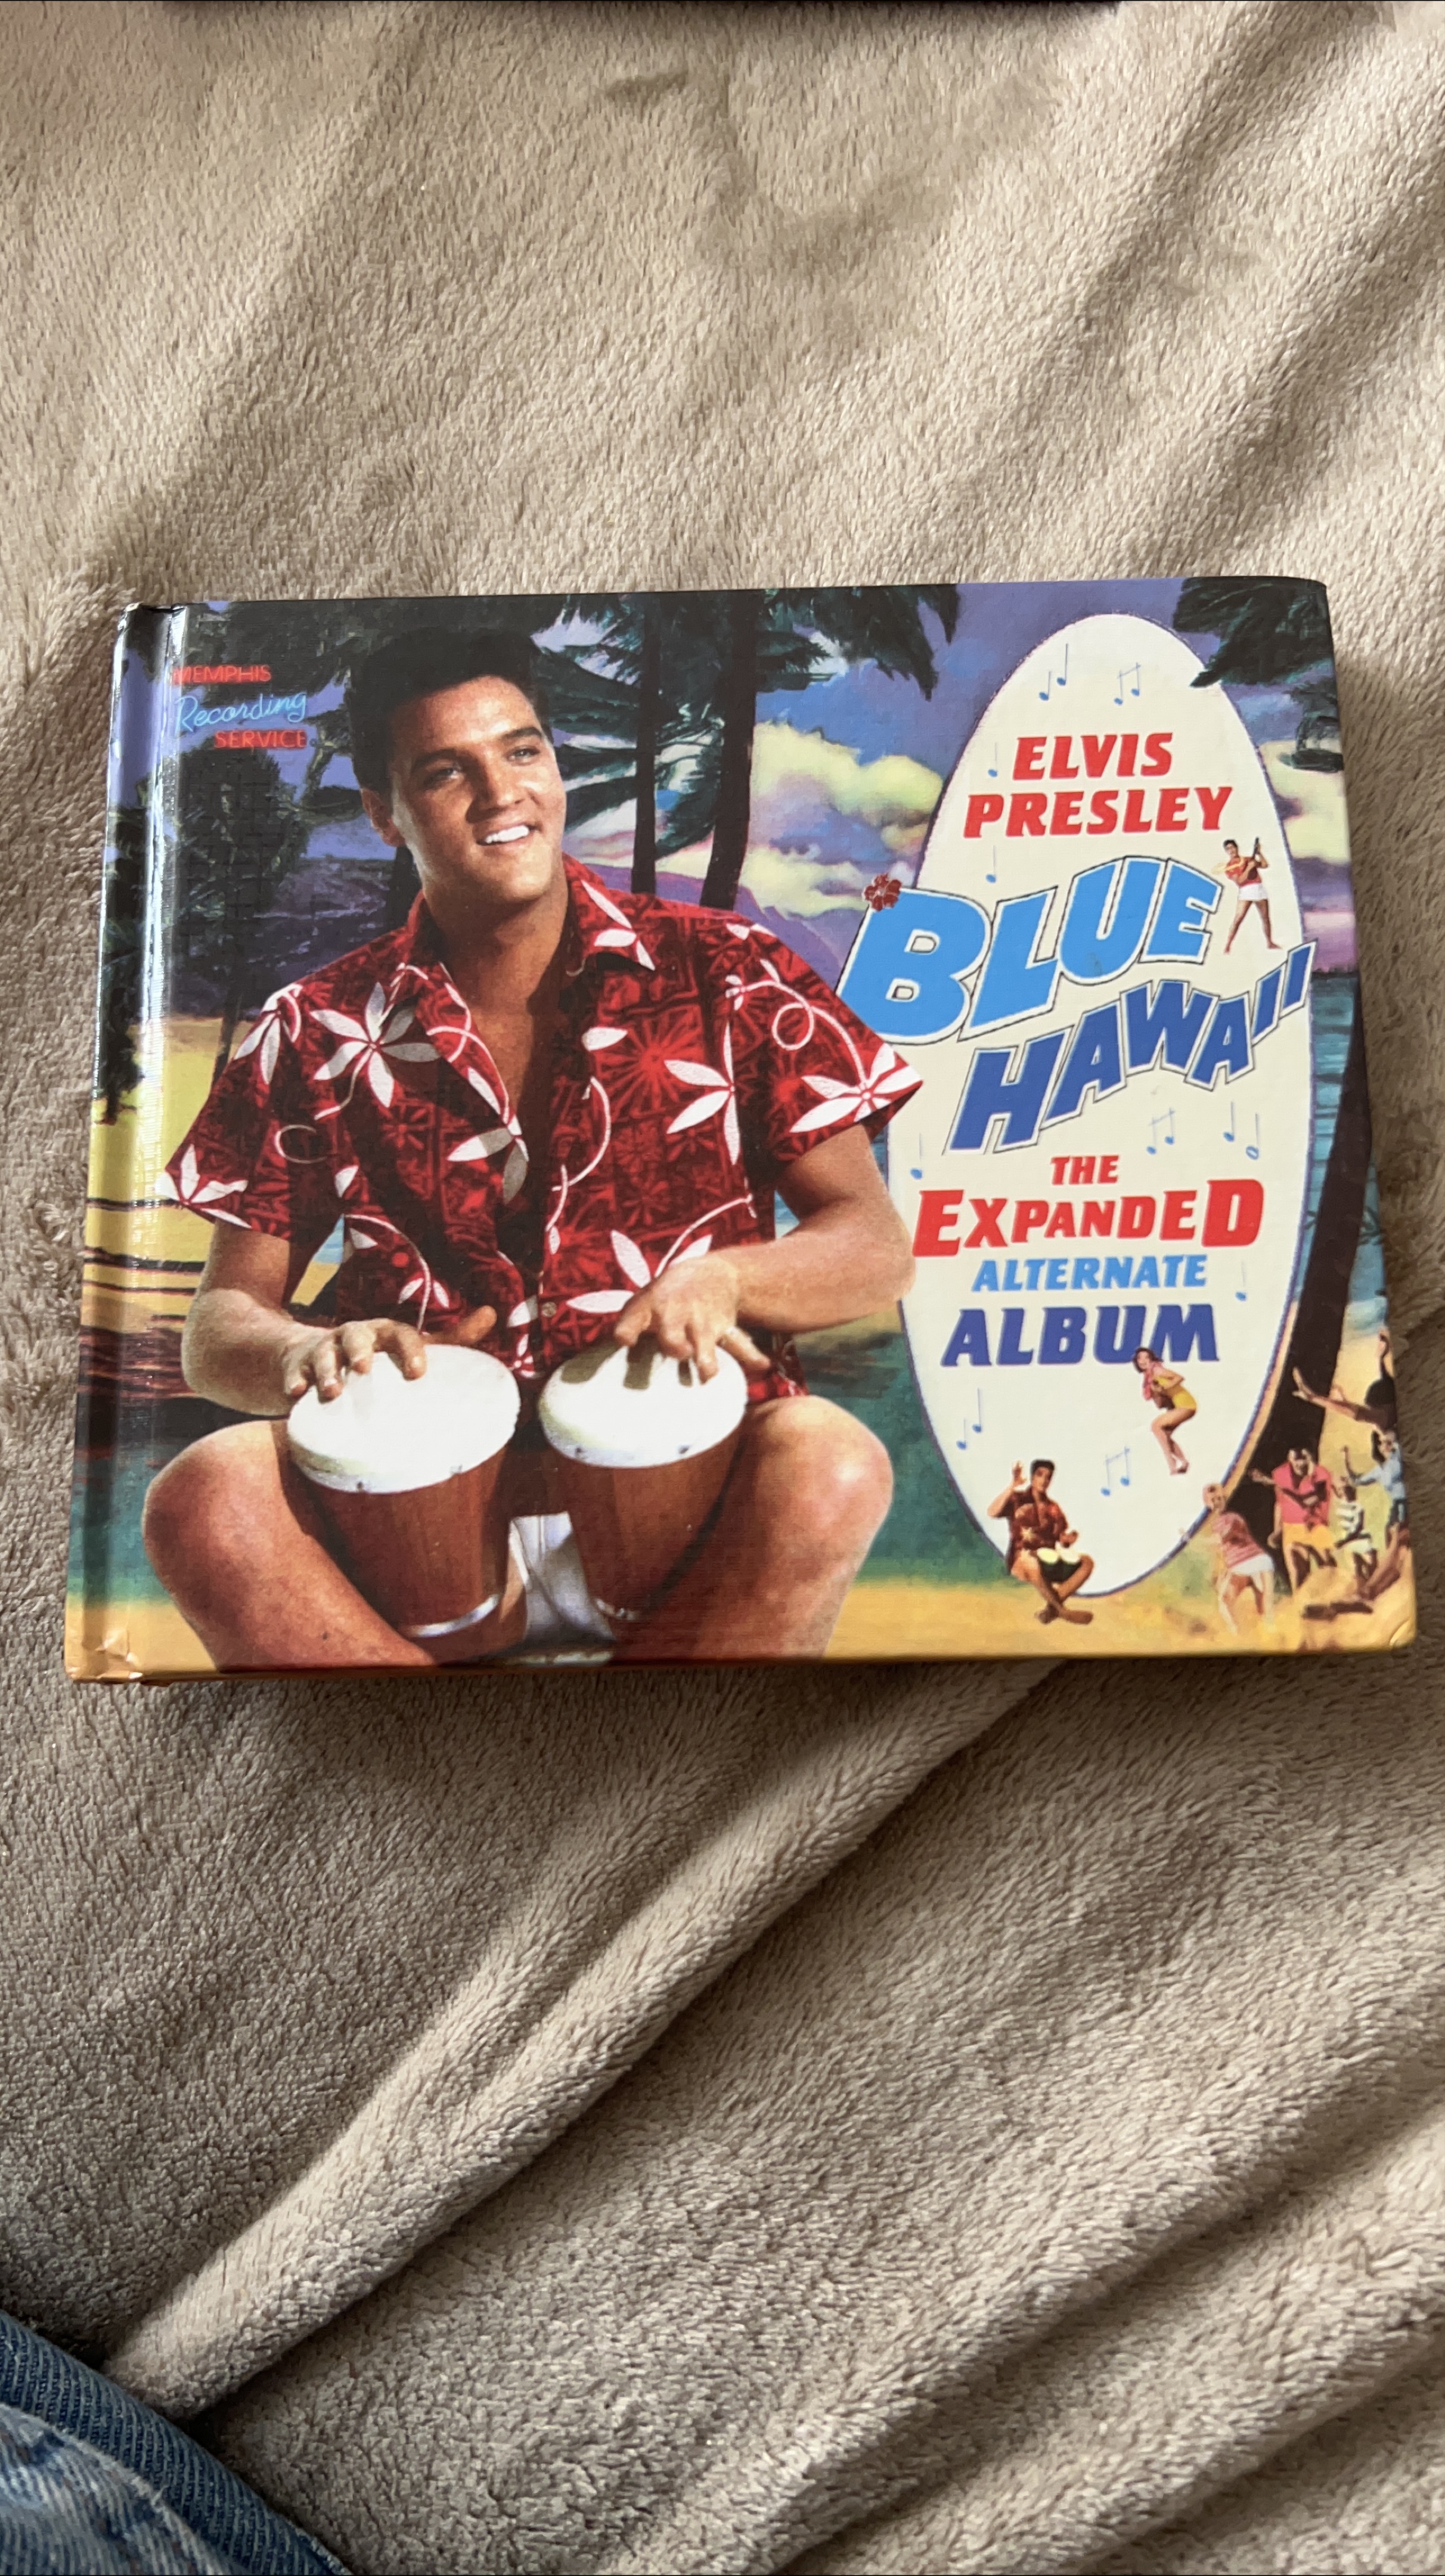 MEMPHIS
Recording
SERVICE
ELVIS
PRESLEY
BLUE
HAWAII
THE
EXPANDED
ALTERNATE
ALBUM